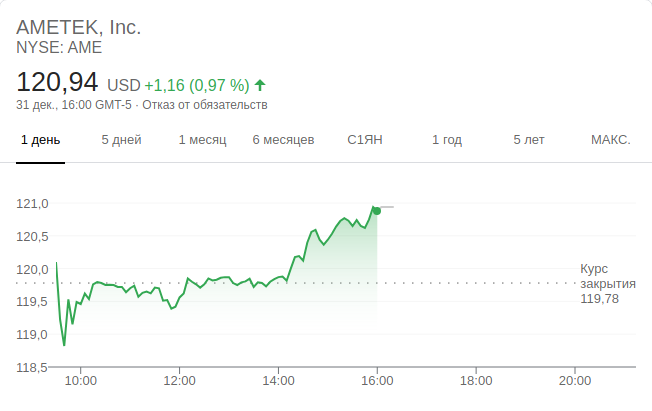 AMETEK, Inc.
NYSE: AME
120,94 USD +1,16 (0,97 %)
31 дек., 16:00 GMT-5 · Отказ от обязательств
1 день 5 дней 1 месяц 6 месяцев С1ЯН 1 год 5 лет МАКС.
121,0
120,5
120,0
119,5
119,0
118,5
Курс
закрытия
119,78
10:00 12:00 14:00 16:00 18:00 20:00